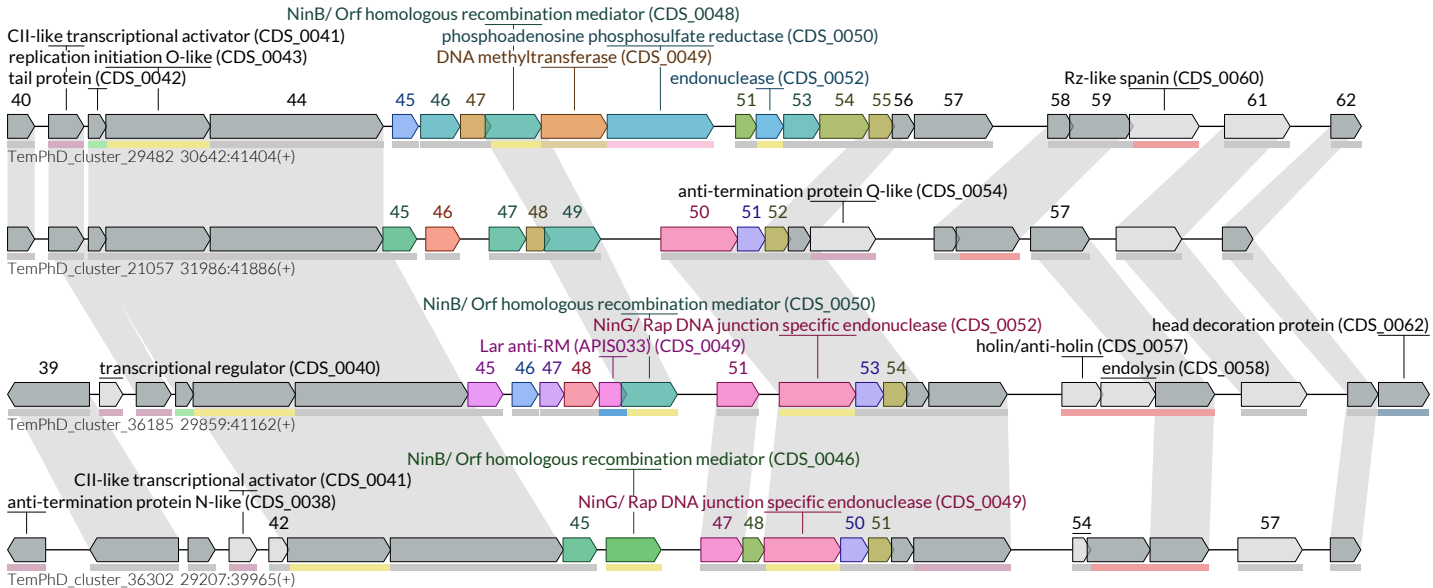 NinB/ Orf homologous recombination mediator (CDS_0048)
CII-like transcriptional activator (CDS_0041) phosphoadenosine phosphosulfate reductase (CDS_0050)
replication initiation O-like (CDS_0043) DNA methyltransferase (CDS_0049)
tail protein (CDS_0042) endonuclease (CDS_0052) Rz-like spanin (CDS_0060)
40 44 45 46 47 51 53 54 55 56 57 58 59 61 62
TemPhD_cluster_29482 30642:41404(+)
anti-termination protein Q-like (CDS_0054)
45 46 47 48 49 50 51 52 57
TemPhD_cluster_21057 31986:41886(+)
NinB/ Orf homologous recombination mediator (CDS_0050)
NinG/ Rap DNA junction specific endonuclease (CDS_0052) head decoration protein (CDS_0062)
Lar anti-RM (APIS033) (CDS_0049) holin/anti-holin (CDS_0057)
39 transcriptional regulator (CDS_0040) 45 46 47 48 51 53 54 endolysin (CDS_0058)
TemPhD_cluster_36185 29859:41162(+)
NinB/ Orf homologous recombination mediator (CDS_0046)
CII-like transcriptional activator (CDS_0041)
anti-termination protein N-like (CDS_0038) NinG/ Rap DNA junction specific endonuclease (CDS_0049)
42 45 47 48 50 51 54 57
TemPhD_cluster_36302 29207:39965(+)